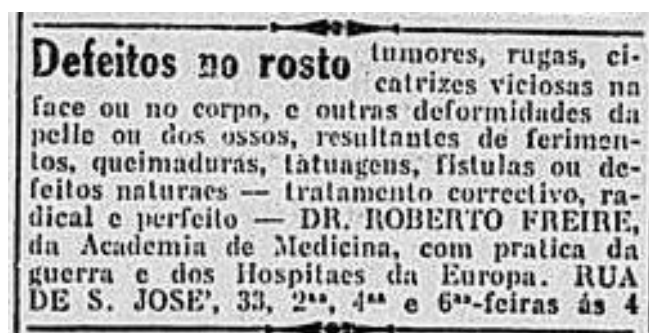 Defeitos no rosto tumores, rugas, ci-
catrizes viciosas na
face ou no corpo, e outras deformidades da
pelle ou dos ossos, resultantes de ferimen-
tos, queimaduras, tatuagens, fistulas ou de-
feitos naturaes — tratamento correctivo, ra-
dical e perfeito — DR. ROBERTO FREIRE,
da Academia de Medicina, com pratica da
guerra e dos Hospitaes da Europa. RUA
DE S. JOSE', 33, 2ªˢ, 4ªˢ e 6ªˢ-feiras ás 4